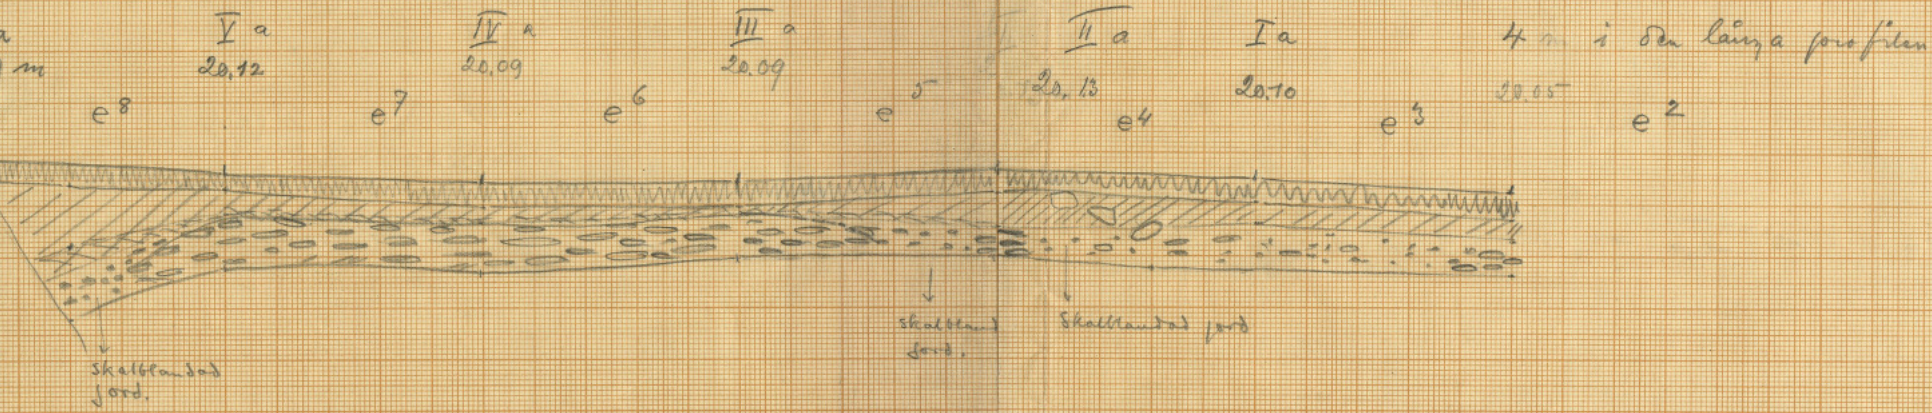 V a IV a III a II a I a 4 m i den långa profilen
m 20.12 20.09 20.09 20.13 20.10 20.05
e8 e7 e6 e5 e4 e3 e2
skalbland
jord.
Skalblandad jord
Skalblandad
jord.